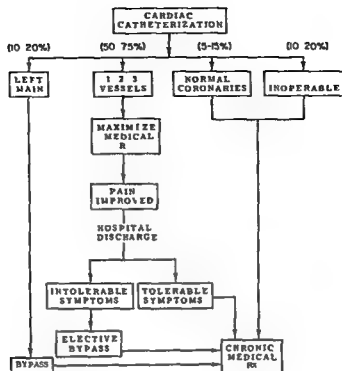 CARDIAC
CATHETERIZATION
(10 20%) (50 75%) (5-15%) (10 20%)
LEFT
MAIN
1 2 3
VESSELS
NORMAL
CORONARIES
INOPERABLE
MAXIMIZE
MEDICAL
R
PAIN
IMPROVED
HOSPITAL
DISCHARGE
INTOLERABLE
SYMPTOMS
TOLERABLE
SYMPTOMS
ELECTIVE
BYPASS
BYPASS
CHRONIC
MEDICAL
Rx